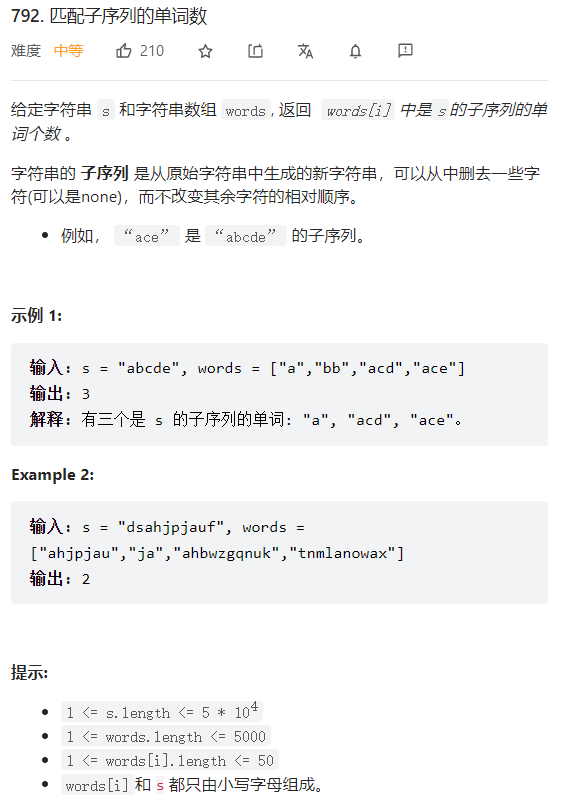 792. 匹配子序列的单词数
难度 中等 210
给定字符串 s 和字符串数组 words, 返回 words[i] 中是 s 的子序列的单
词个数 。
字符串的 子序列 是从原始字符串中生成的新字符串，可以从中删去一些字
符(可以是none)，而不改变其余字符的相对顺序。
• 例如， “ace” 是 “abcde” 的子序列。
示例 1:
输入: s = "abcde", words = ["a","bb","acd","ace"]
输出: 3
解释: 有三个是 s 的子序列的单词: "a", "acd", "ace"。
Example 2:
输入: s = "dsahjpjauf", words =
["ahjpjau","ja","ahbwzgqnuk","tnmlanowax"]
输出: 2
提示:
• 1 <= s.length <= 5 * 10⁴
• 1 <= words.length <= 5000
• 1 <= words[i].length <= 50
• words[i]和 s 都只由小写字母组成。